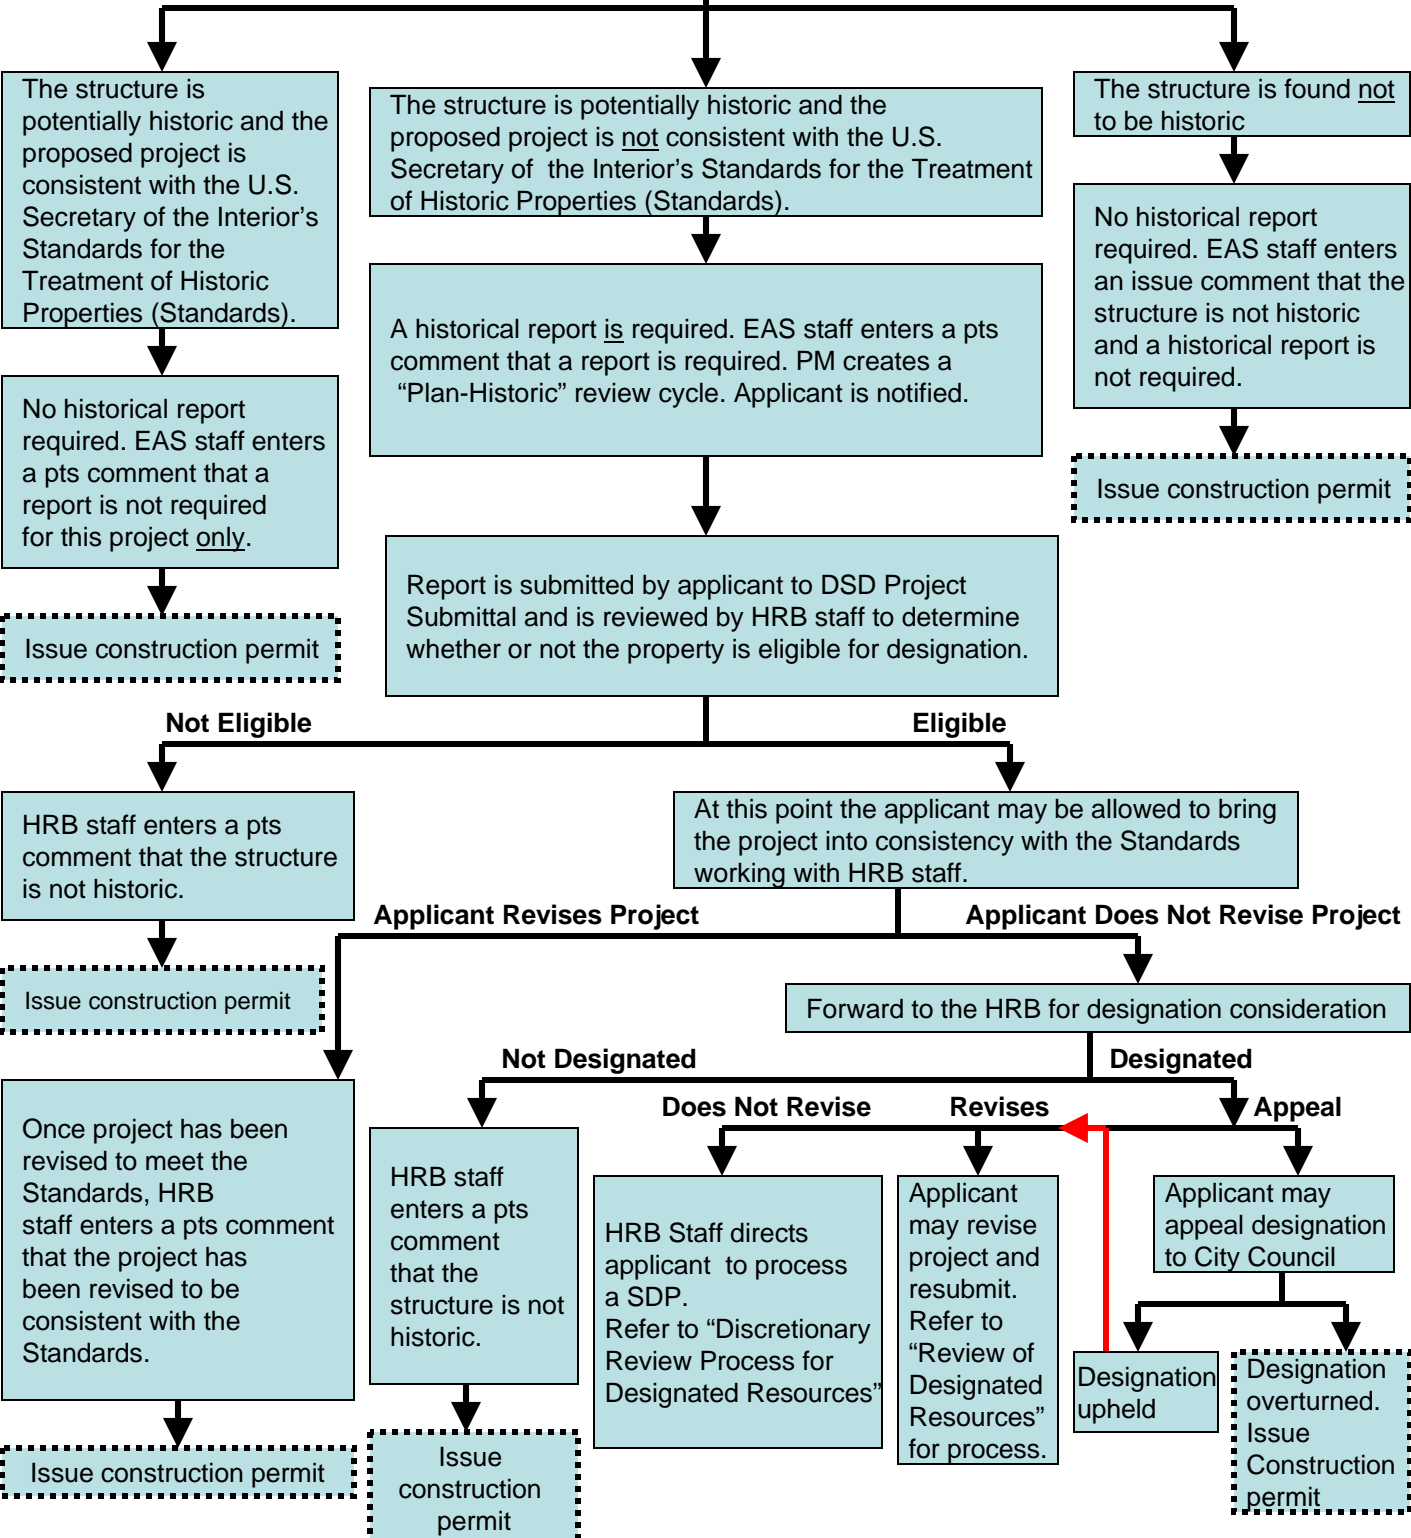 The structure is
potentially historic and the
proposed project is
consistent with the U.S.
Secretary of the Interior’s
Standards for the
Treatment of Historic
Properties (Standards).
The structure is potentially historic and the
proposed project is not consistent with the U.S.
Secretary of the Interior’s Standards for the Treatment
of Historic Properties (Standards).
The structure is found not
to be historic
No historical report
required. EAS staff enters
an issue comment that the
structure is not historic
and a historical report is
not required.
A historical report is required. EAS staff enters a pts
comment that a report is required. PM creates a
“Plan-Historic” review cycle. Applicant is notified.
No historical report
required. EAS staff enters
a pts comment that a
report is not required
for this project only.
Issue construction permit
Issue construction permit
Report is submitted by applicant to DSD Project
Submittal and is reviewed by HRB staff to determine
whether or not the property is eligible for designation.
Not Eligible
Eligible
HRB staff enters a pts
comment that the structure
is not historic.
At this point the applicant may be allowed to bring
the project into consistency with the Standards
working with HRB staff.
Applicant Revises Project
Applicant Does Not Revise Project
Issue construction permit
Forward to the HRB for designation consideration
Not Designated
Designated
Does Not Revise
Revises
Appeal
Once project has been
revised to meet the
Standards, HRB
staff enters a pts comment
that the project has
been revised to be
consistent with the
Standards.
HRB staff
enters a pts
comment
that the
structure is not
historic.
HRB Staff directs
applicant to process
a SDP.
Refer to “Discretionary
Review Process for
Designated Resources”
Applicant
may revise
project and
resubmit.
Refer to
“Review of
Designated
Resources”
for process.
Applicant may
appeal designation
to City Council
Designation
upheld
Designation
overturned.
Issue
Construction
permit
Issue construction permit
Issue
construction
permit